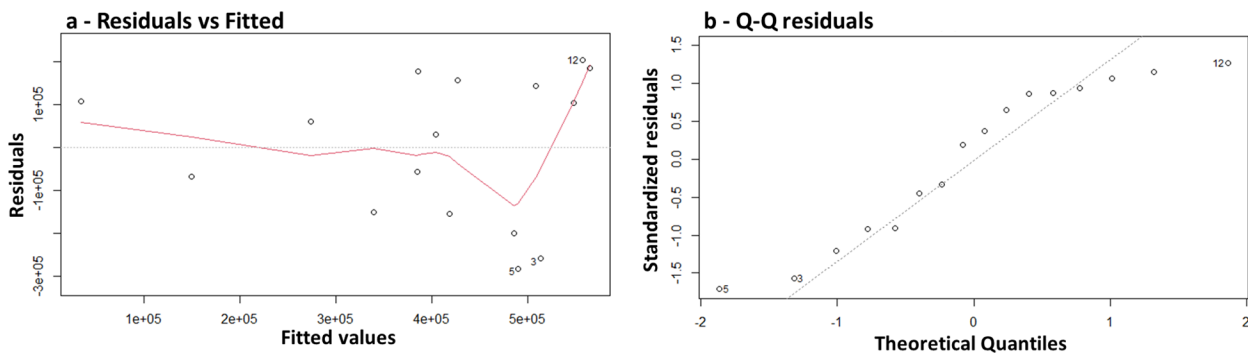 a - Residuals vs Fitted
Residuals
1e+05
-1e+05
-3e+05
12
5
3
1e+05
2e+05
3e+05
4e+05
5e+05
Fitted values
b - Q-Q residuals
Standardized residuals
1.5
1.0
0.5
0.0
-0.5
-1.0
-1.5
12
3
5
-2
-1
0
1
2
Theoretical Quantiles